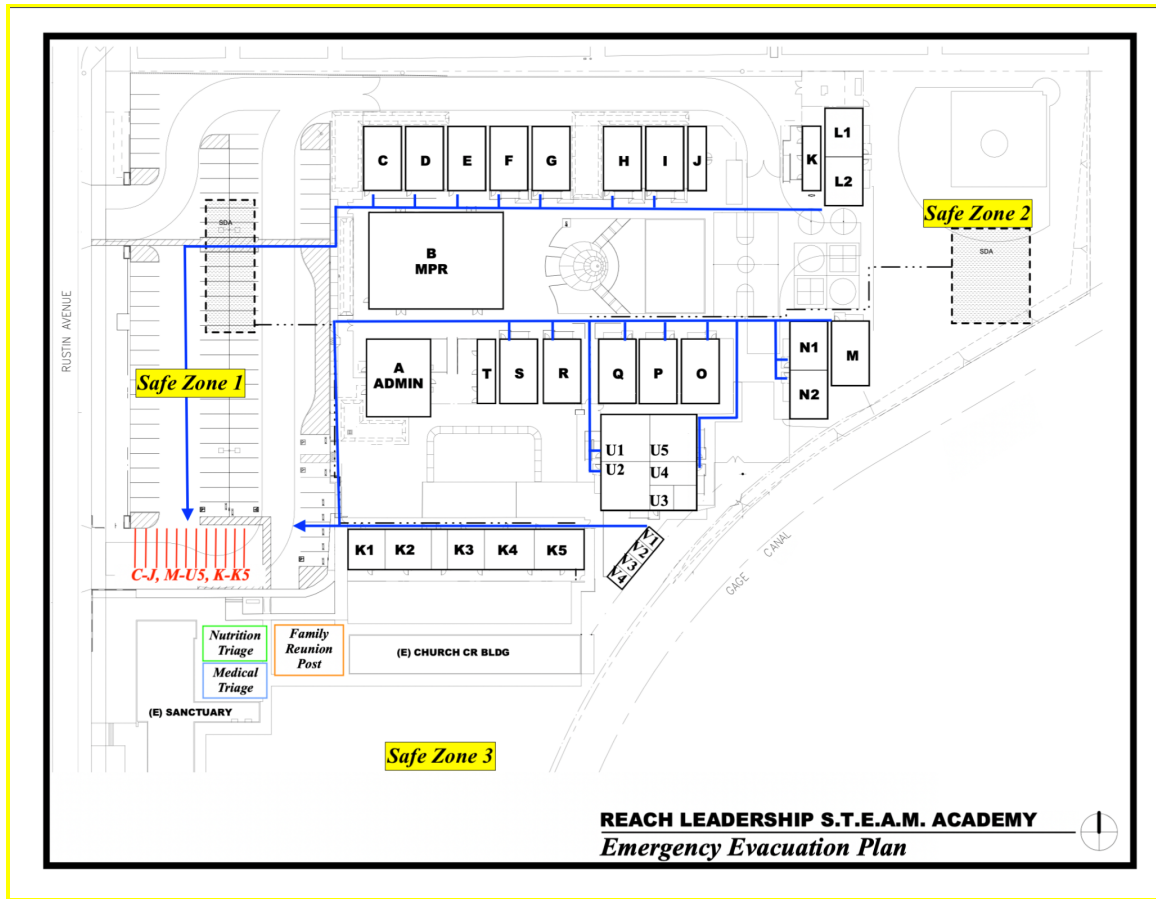 C
D
E
F
G
H
I
J
K
L1
L2
SDA
Safe Zone 2
SDA
B
MPR
RUSTIN AVENUE
Safe Zone 1
A
ADMIN
T
S
R
Q
P
O
N1
N2
M
U1
U5
U2
U4
U3
K1
K2
K3
K4
K5
V1
V2
V3
V4
GAGE CANAL
C-J, M-U5, K-K5
Nutrition
Triage
Family
Reunion
Post
Medical
Triage
(E) CHURCH CR BLDG
(E) SANCTUARY
Safe Zone 3
REACH LEADERSHIP S.T.E.A.M. ACADEMY
Emergency Evacuation Plan